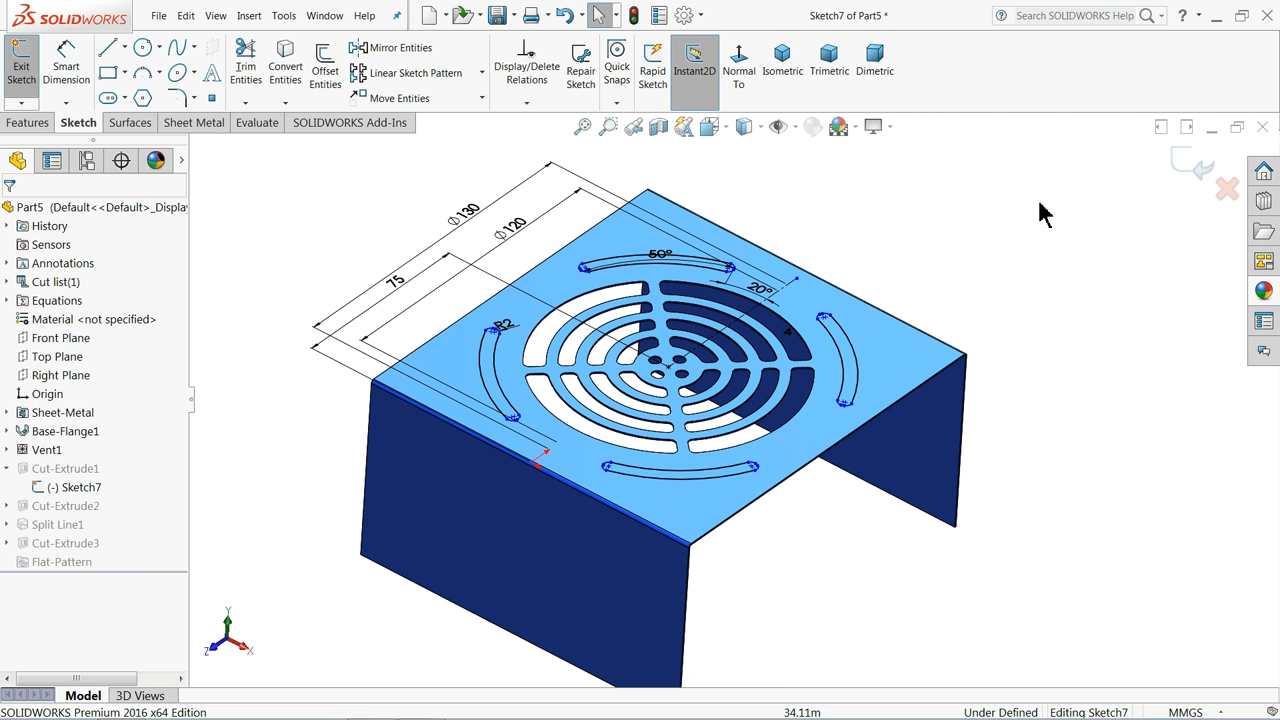 SOLIDWORKS
File Edit View Insert Tools Window Help
Sketch7 of Part5 *
Search SOLIDWORKS Help
?
Exit Sketch
Smart Dimension
Trim Entities
Convert Entities
Offset Entities
Mirror Entities
Linear Sketch Pattern
Move Entities
Display/Delete Relations
Repair Sketch
Quick Snaps
Rapid Sketch
Instant2D
Normal To
Isometric
Trimetric
Dimetric
Features Sketch Surfaces Sheet Metal Evaluate SOLIDWORKS Add-Ins
Part5 (Default<<Default>_Displa
History
Sensors
Annotations
Cut list(1)
Equations
Material <not specified>
Front Plane
Top Plane
Right Plane
Origin
Sheet-Metal
Base-Flange1
Vent1
Cut-Extrude1
(-) Sketch7
Cut-Extrude2
Split Line1
Cut-Extrude3
Flat-Pattern
∅130
∅120
75
50°
20°
4
R2
Y
Z
X
Model 3D Views
SOLIDWORKS Premium 2016 x64 Edition
34.11m Under Defined Editing Sketch7 MMGS